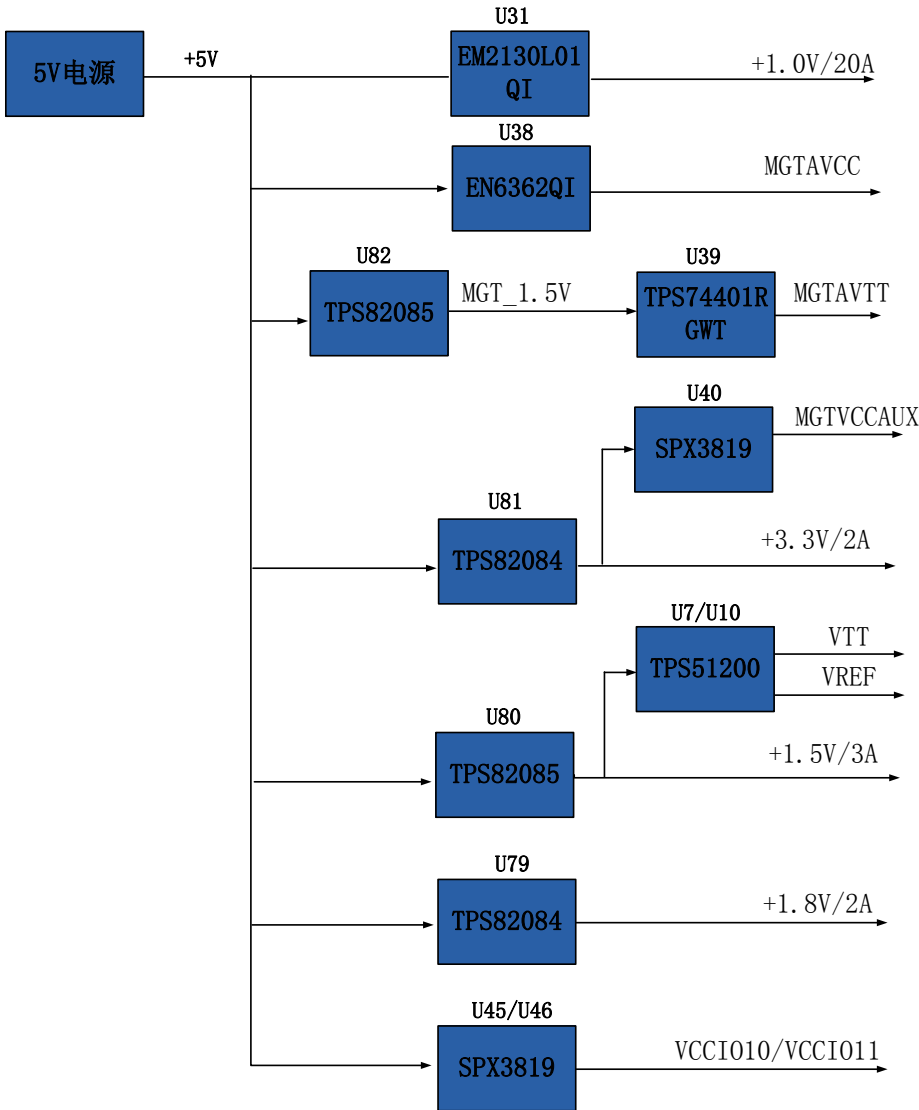 U31
5V电源
+5V
EM2130L01
QI
+1.0V/20A
U38
EN6362QI
MGTAVCC
U82
TPS82085
MGT_1.5V
U39
TPS74401R
GWT
MGTAVTT
U40
SPX3819
MGTVCCAUX
U81
TPS82084
+3.3V/2A
U7/U10
TPS51200
VTT
VREF
U80
TPS82085
+1.5V/3A
U79
TPS82084
+1.8V/2A
U45/U46
SPX3819
VCCIO10/VCCIO11